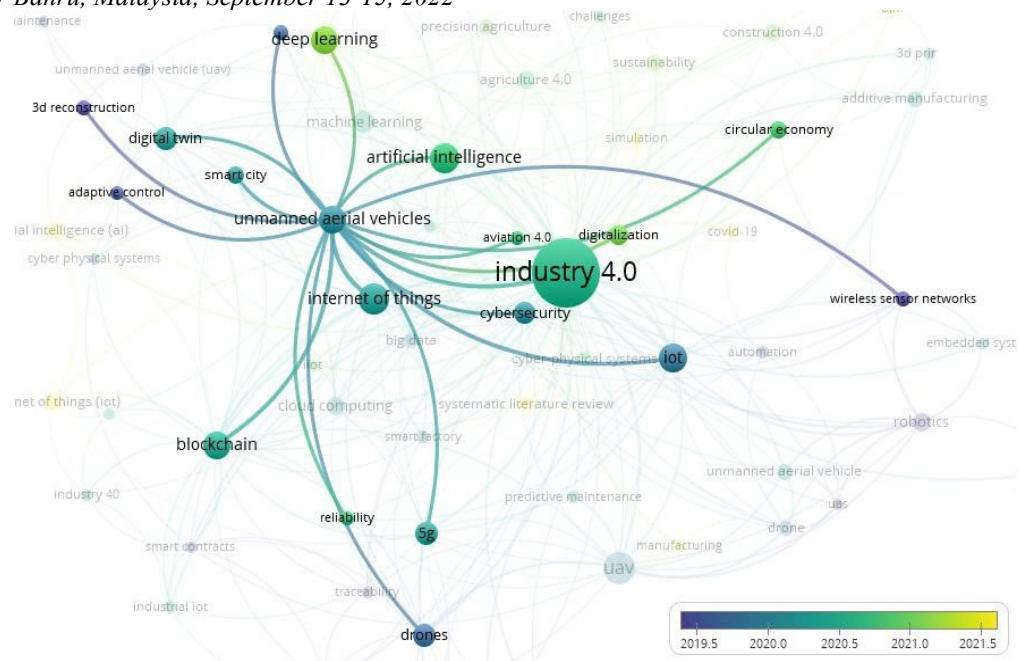 Bahru, Malaysia, September 13-15, 2022
challenges
precision agriculture
construction 4.0
deep learning
3d prir
sustainability
unmanned aerial vehicle (uav)
agriculture 4.0
additive manufacturing
3d reconstruction
machine learning
circular economy
digital twin
simulation
artificial intelligence
smart city
adaptive control
unmanned aerial vehicles
ial intelligence (ai)
aviation 4.0
digitalization
covid-19
cyber physical systems
industry 4.0
internet of things
wireless sensor networks
cybersecurity
big data
embedded syst
automation
cyber-physical systems
iot
iiot
net of things (iot)
cloud computing
systematic literature review
robotics
smart factory
blockchain
unmanned aerial vehicle
industry 40
predictive maintenance
uas
reliability
drone
5g
smart contracts
manufacturing
uav
traceability
industrial iot
drones
2019.5 2020.0 2020.5 2021.0 2021.5